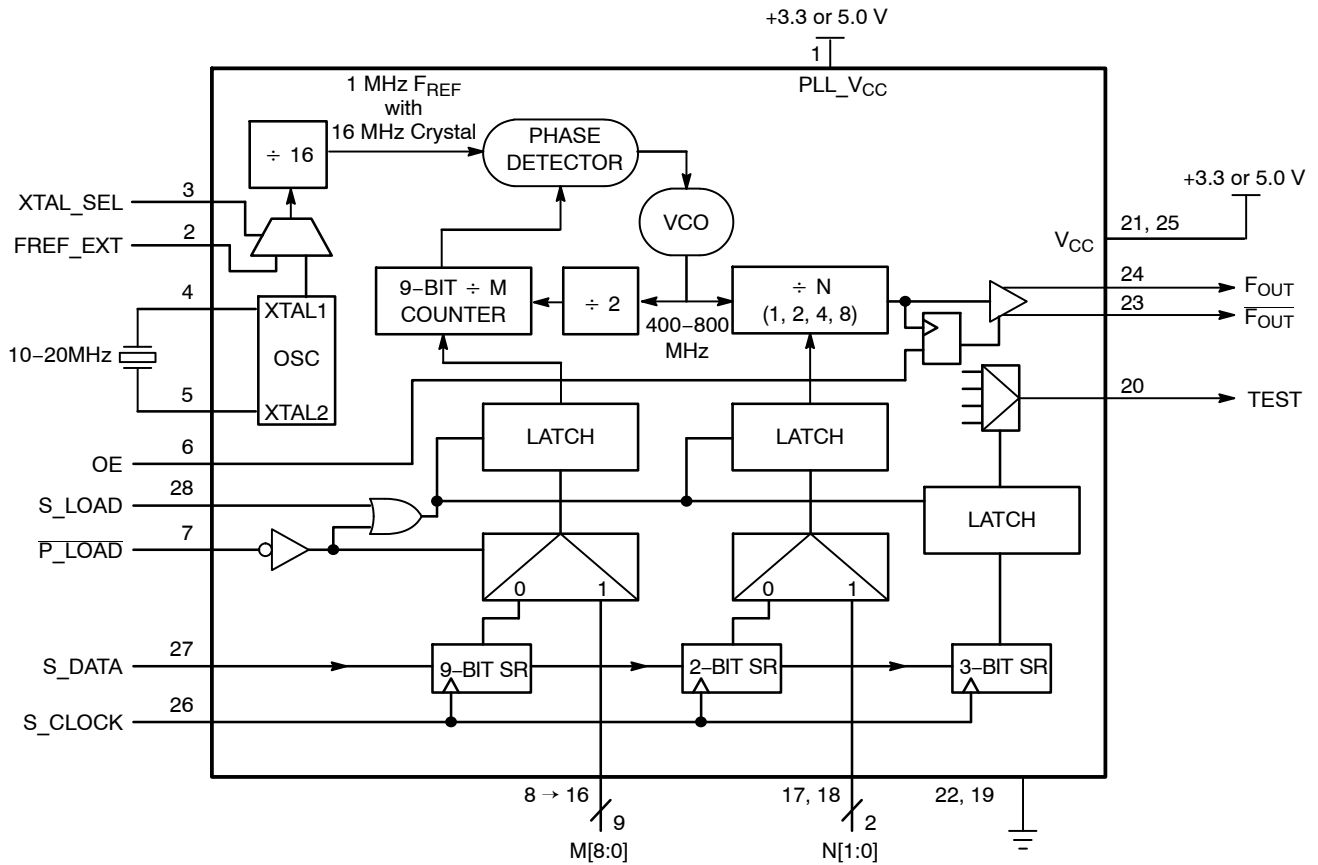 +3.3 or 5.0 V
1
PLL_VCC
1 MHz FREF
with
16 MHz Crystal
÷ 16
PHASE
DETECTOR
VCO
XTAL_SEL
3
FREF_EXT
2
+3.3 or 5.0 V
21, 25
VCC
4
XTAL1
OSC
XTAL2
10−20MHz
5
9−BIT ÷ M
COUNTER
÷ 2
400−800
MHz
÷ N
(1, 2, 4, 8)
24
FOUT
23
FOUT
20
TEST
OE
6
LATCH
LATCH
S_LOAD
28
LATCH
P_LOAD
7
0
1
0
1
S_DATA
27
9−BIT SR
2−BIT SR
3−BIT SR
S_CLOCK
26
8 → 16
9
M[8:0]
17, 18
2
N[1:0]
22, 19